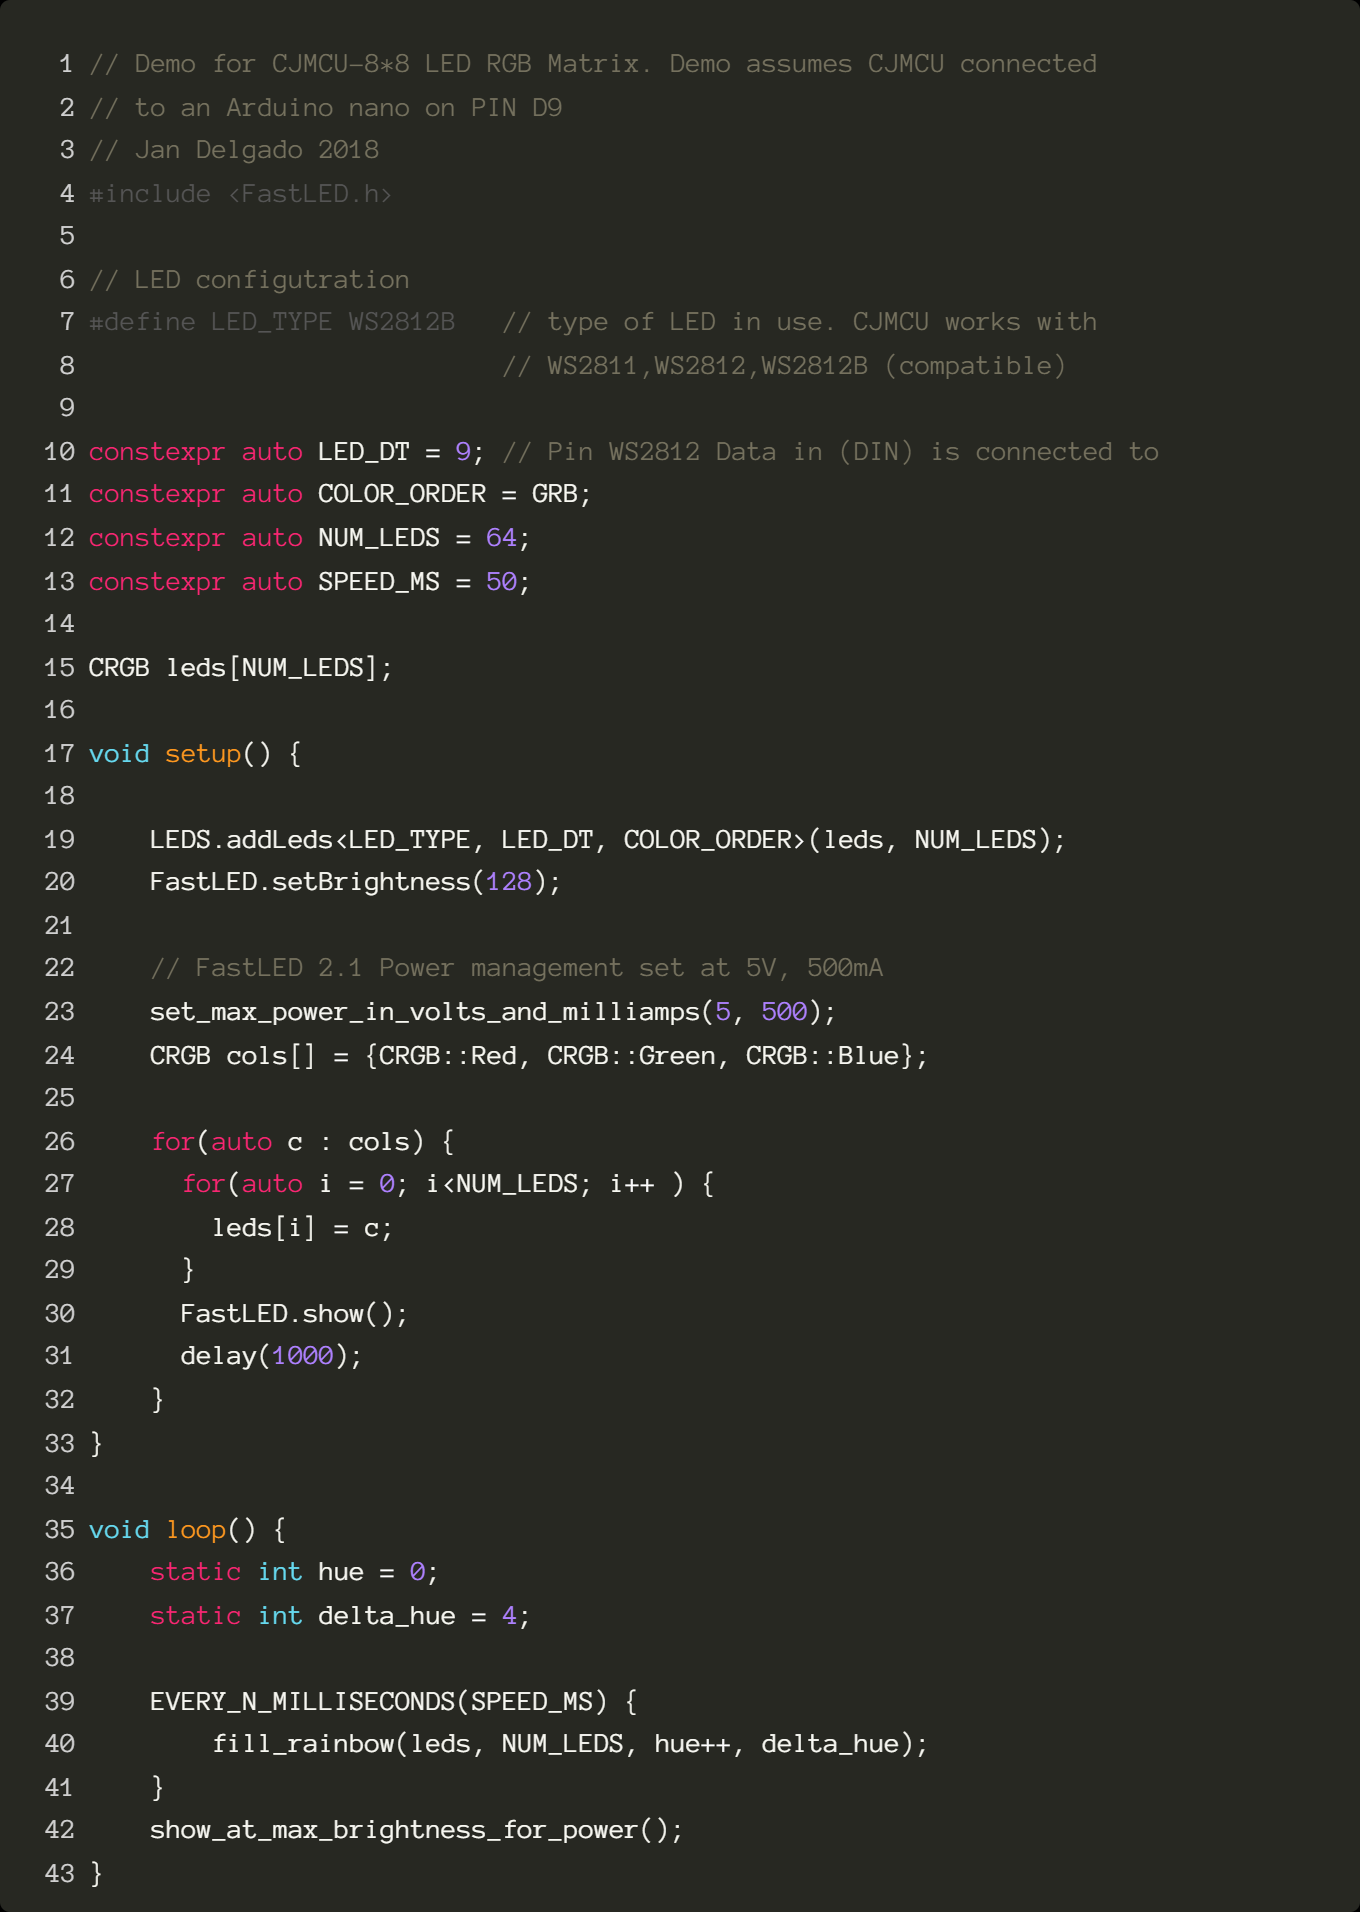 1 // Demo for CJMCU-8*8 LED RGB Matrix. Demo assumes CJMCU connected
2 // to an Arduino nano on PIN D9
3 // Jan Delgado 2018
4 #include <FastLED.h>
5
6 // LED configutration
7 #define LED_TYPE WS2812B   // type of LED in use. CJMCU works with
8                            // WS2811,WS2812,WS2812B (compatible)
9
10 constexpr auto LED_DT = 9; // Pin WS2812 Data in (DIN) is connected to
11 constexpr auto COLOR_ORDER = GRB;
12 constexpr auto NUM_LEDS = 64;
13 constexpr auto SPEED_MS = 50;
14
15 CRGB leds[NUM_LEDS];
16
17 void setup() {
18
19     LEDS.addLeds<LED_TYPE, LED_DT, COLOR_ORDER>(leds, NUM_LEDS);
20     FastLED.setBrightness(128);
21
22     // FastLED 2.1 Power management set at 5V, 500mA
23     set_max_power_in_volts_and_milliamps(5, 500);
24     CRGB cols[] = {CRGB::Red, CRGB::Green, CRGB::Blue};
25
26     for(auto c : cols) {
27       for(auto i = 0; i<NUM_LEDS; i++ ) {
28         leds[i] = c;
29       }
30       FastLED.show();
31       delay(1000);
32     }
33 }
34
35 void loop() {
36     static int hue = 0;
37     static int delta_hue = 4;
38
39     EVERY_N_MILLISECONDS(SPEED_MS) {
40         fill_rainbow(leds, NUM_LEDS, hue++, delta_hue);
41     }
42     show_at_max_brightness_for_power();
43 }